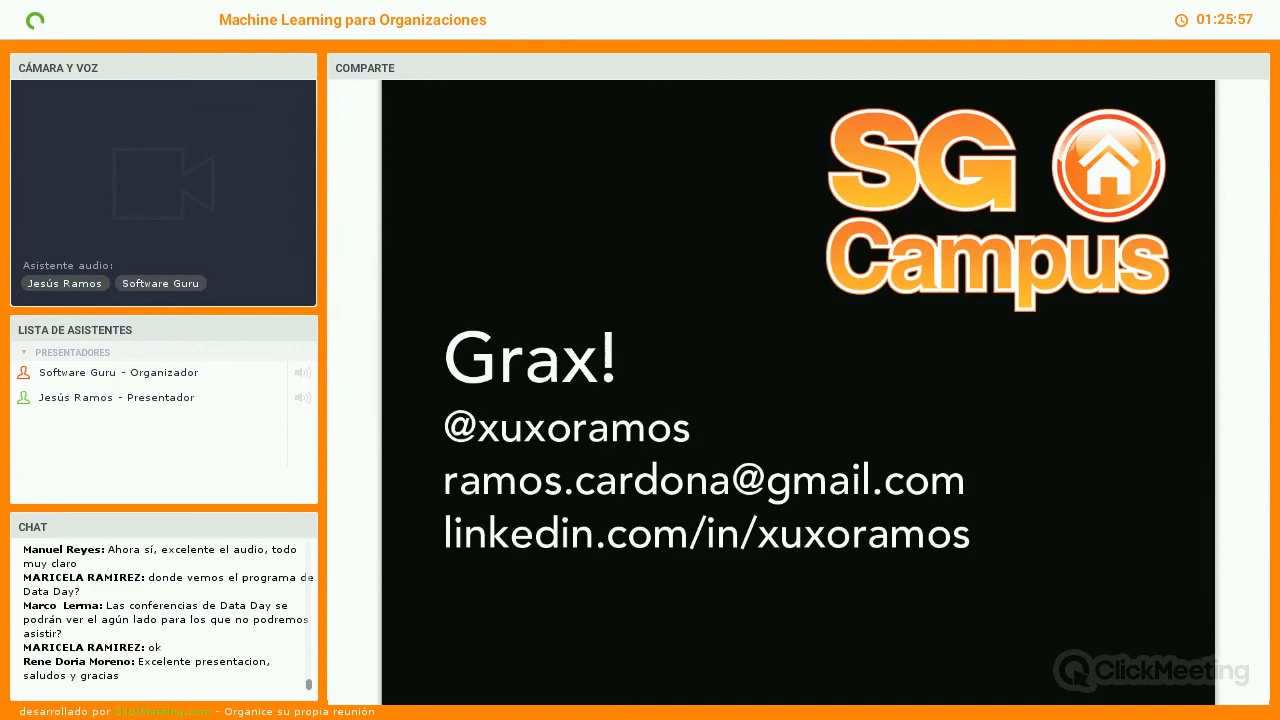 Machine Learning para Organizaciones
01:25:57
CÁMARA Y VOZ
Asistente audio:
Jesús Ramos
Software Guru
LISTA DE ASISTENTES
PRESENTADORES
Software Guru - Organizador
Jesús Ramos - Presentador
CHAT
Manuel Reyes: Ahora sí, excelente el audio, todo
muy claro
MARICELA RAMIREZ: donde vemos el programa de
Data Day?
Marco Lerma: Las conferencias de Data Day se
podrán ver el agún lado para los que no podremos
asistir?
MARICELA RAMIREZ: ok
Rene Doria Moreno: Excelente presentacion,
saludos y gracias
COMPARTE
SG
Campus
Grax!
@xuxoramos
ramos.cardona@gmail.com
linkedin.com/in/xuxoramos
ClickMeeting
desarrollado por ClickMeeting.com - Organice su propia reunión